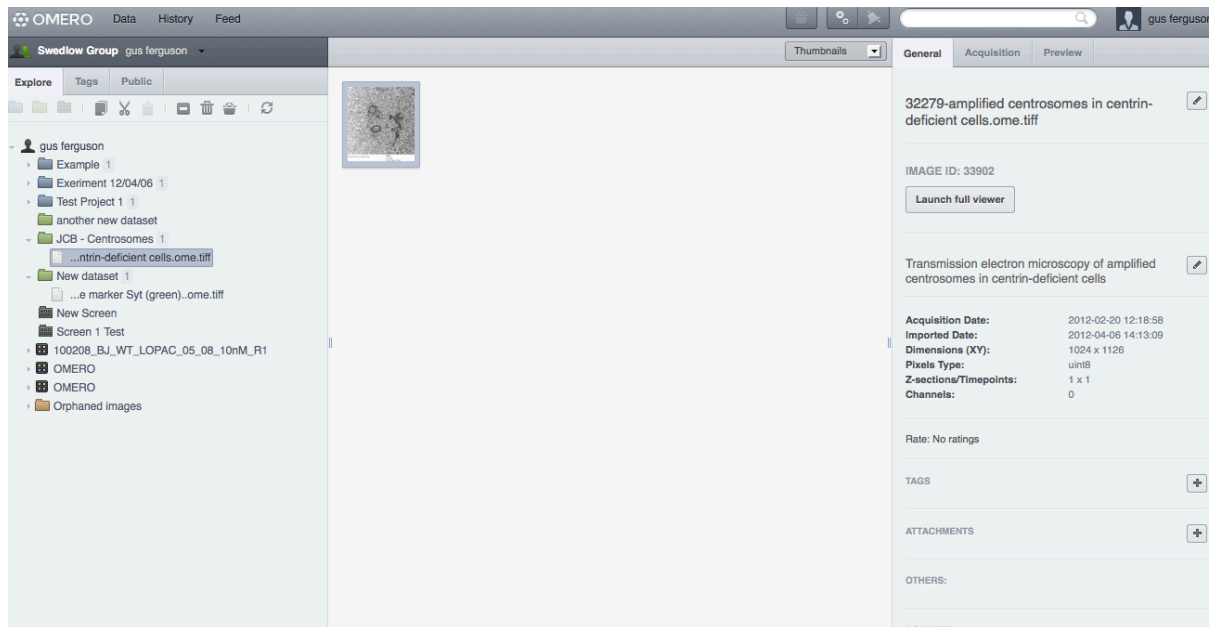 OMERO Data History Feed
gus ferguson
Swedlow Group gus ferguson
Thumbnails
General Acquisition Preview
Explore Tags Public
gus ferguson
Example 1
Exeriment 12/04/06 1
Test Project 1 1
another new dataset
JCB - Centrosomes 1
...ntrin-deficient cells.ome.tiff
New dataset 1
...e marker Syt (green)..ome.tiff
New Screen
Screen 1 Test
100208_BJ_WT_LOPAC_05_08_10nM_R1
OMERO
OMERO
Orphaned images
32279-amplified centrosomes in centrin-
deficient cells.ome.tiff
IMAGE ID: 33902
Launch full viewer
Transmission electron microscopy of amplified
centrosomes in centrin-deficient cells
Acquisition Date: 2012-02-20 12:18:58
Imported Date: 2012-04-06 14:13:09
Dimensions (XY): 1024 x 1126
Pixels Type: uint8
Z-sections/Timepoints: 1 x 1
Channels: 0
Rate: No ratings
TAGS
ATTACHMENTS
OTHERS: